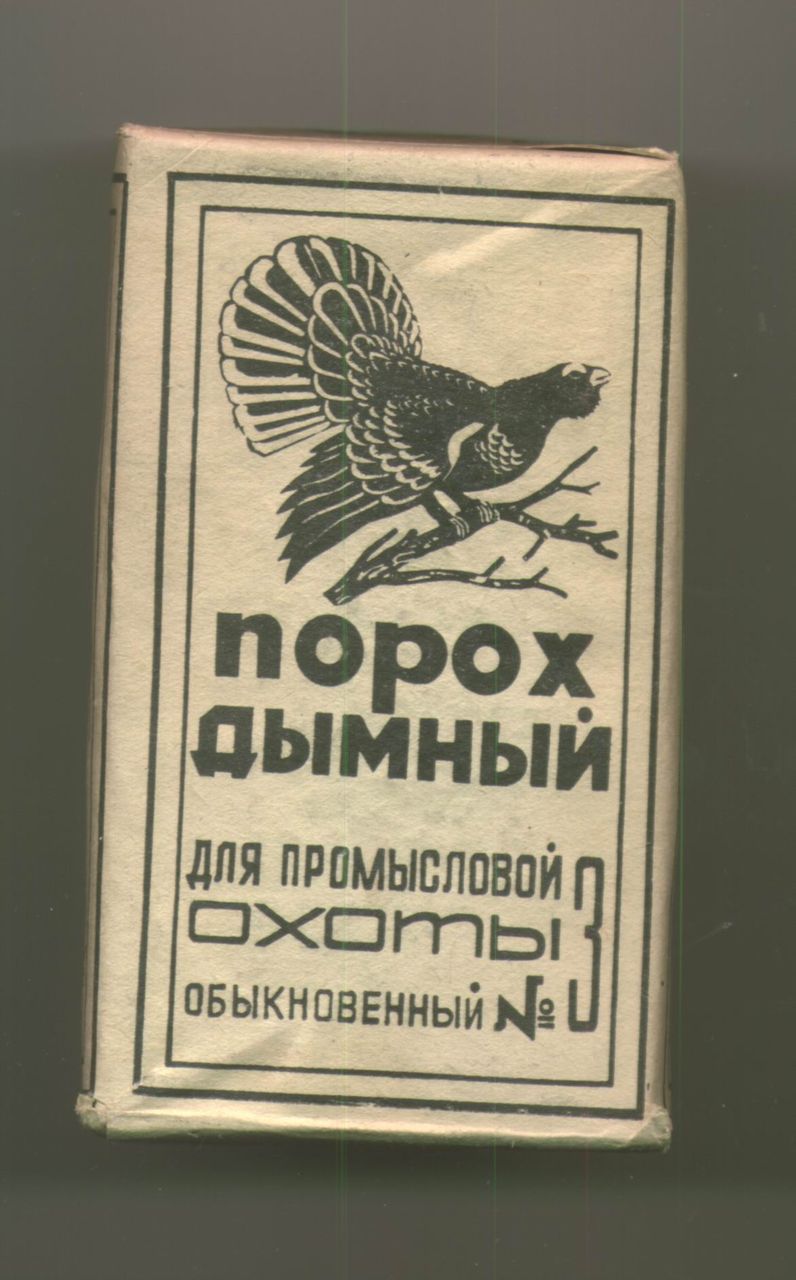 порох
дымный
для промысловой
охоты
обыкновенный №3